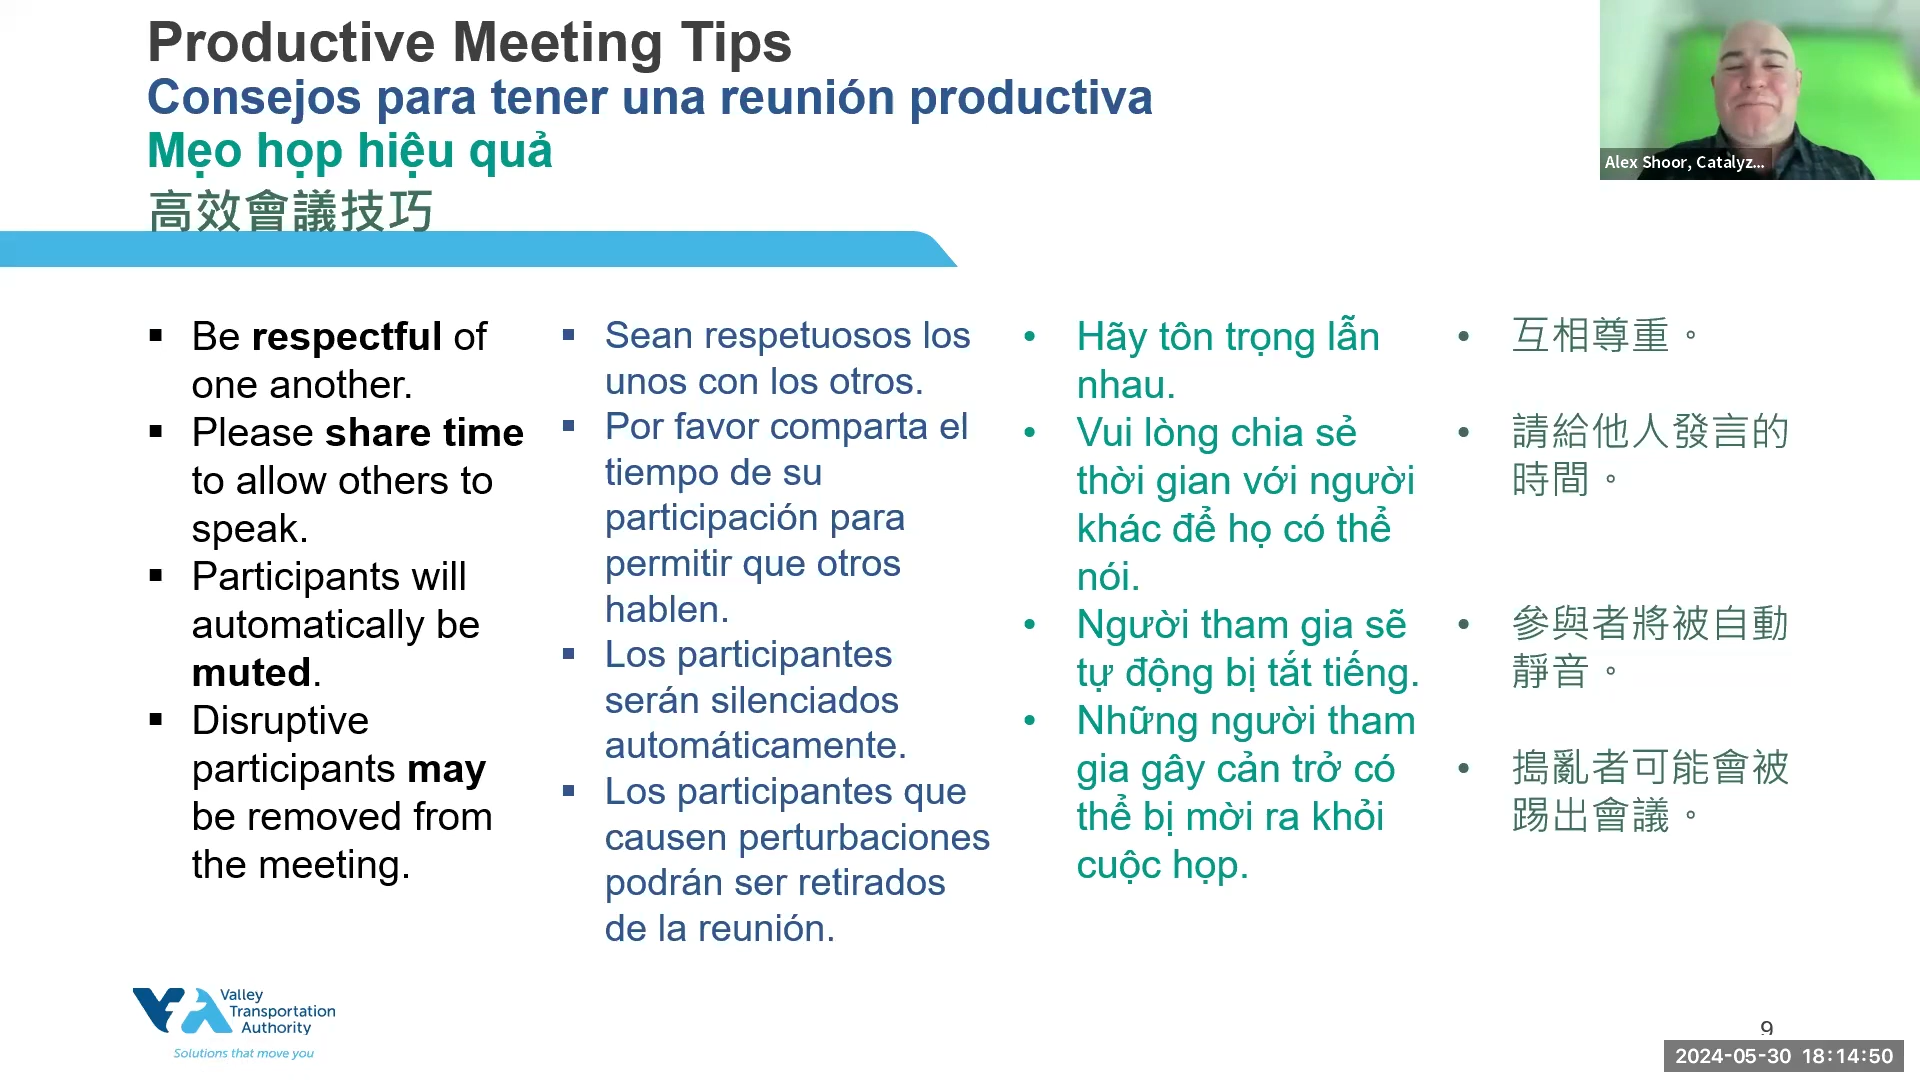 Productive Meeting Tips
Consejos para tener una reunión productiva
Mẹo họp hiệu quả
高效會議技巧
Alex Shoor, Catalyz...
▪ Be respectful of
one another.
▪ Please share time
to allow others to
speak.
▪ Participants will
automatically be
muted.
▪ Disruptive
participants may
be removed from
the meeting.
▪ Sean respetuosos los
unos con los otros.
▪ Por favor comparta el
tiempo de su
participación para
permitir que otros
hablen.
▪ Los participantes
serán silenciados
automáticamente.
▪ Los participantes que
causen perturbaciones
podrán ser retirados
de la reunión.
• Hãy tôn trọng lẫn
nhau.
• Vui lòng chia sẻ
thời gian với người
khác để họ có thể
nói.
• Người tham gia sẽ
tự động bị tắt tiếng.
• Những người tham
gia gây cản trở có
thể bị mời ra khỏi
cuộc họp.
• 互相尊重。
• 請給他人發言的
時間。
• 參與者將被自動
靜音。
• 搗亂者可能會被
踢出會議。
VTA
Valley
Transportation
Authority
Solutions that move you
9
2024-05-30 18:14:50